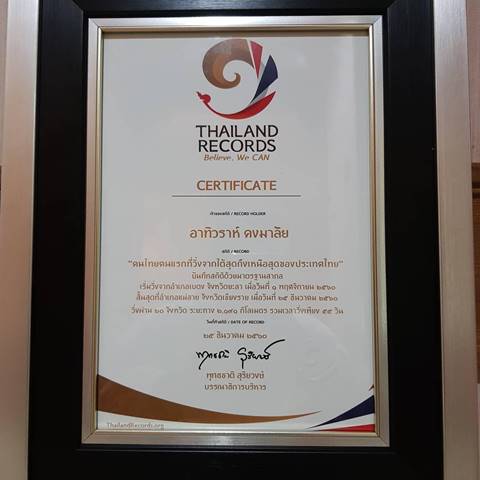 THAILAND
RECORDS
Believe, We CAN
CERTIFICATE
เจ้าของสถิติ / RECORD HOLDER
อาทิวราห์ คงมาลัย
สถิติ / RECORD
"คนไทยคนแรกที่วิ่งจากใต้สุดถึงเหนือสุดของประเทศไทย"
บันทึกสถิติด้วยมาตรฐานสากล
เริ่มวิ่งจากอำเภอเบตง จังหวัดยะลา เมื่อวันที่ ๑ พฤศจิกายน ๒๕๖๐
สิ้นสุดที่อำเภอแม่สาย จังหวัดเชียงราย เมื่อวันที่ ๒๕ ธันวาคม ๒๕๖๐
วิ่งผ่าน ๒๐ จังหวัด ระยะทาง ๒,๑๙๑ กิโลเมตร รวมเวลาวิ่งเพียง ๕๕ วัน
วันที่ทำสถิติ / DATE OF RECORD
๒๕ ธันวาคม ๒๕๖๐
พุทธชาติ สุริยวงษ์
บรรณาธิการบริหาร
ThailandRecords.org